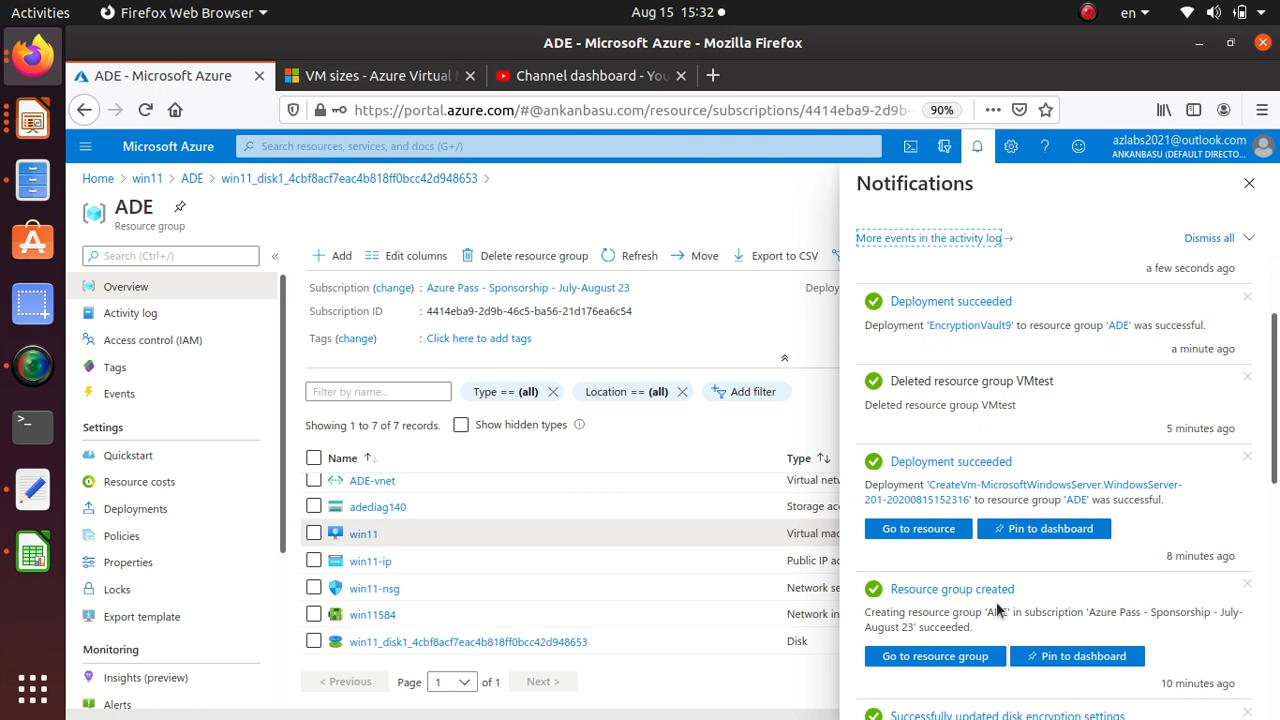 Activities
Firefox Web Browser
Aug 15 15:32
en
ADE - Microsoft Azure - Mozilla Firefox
ADE - Microsoft Azure
VM sizes - Azure Virtual M
Channel dashboard - You
https://portal.azure.com/#@ankanbasu.com/resource/subscriptions/4414eba9-2d9b-
90%
Microsoft Azure
Search resources, services, and docs (G+/)
azlabs2021@outlook.com
ANKANBASU (DEFAULT DIRECTO...
Home > win11 > ADE > win11_disk1_4cbf8acf7eac4b818ff0bcc42d948653 >
ADE
Resource group
Search (Ctrl+/)
Overview
Activity log
Access control (IAM)
Tags
Events
Settings
Quickstart
Resource costs
Deployments
Policies
Properties
Locks
Export template
Monitoring
Insights (preview)
Alerts
Add
Edit columns
Delete resource group
Refresh
Move
Export to CSV
Subscription (change) : Azure Pass - Sponsorship - July-August 23
Deploy
Subscription ID : 4414eba9-2d9b-46c5-ba56-21d176ea6c54
Tags (change) : Click here to add tags
Filter by name...
Type == (all)
Location == (all)
Add filter
Showing 1 to 7 of 7 records.
Show hidden types
Name
Type
ADE-vnet
Virtual netw
adediag140
Storage acc
win11
Virtual mac
win11-ip
Public IP ad
win11-nsg
Network se
win11584
Network int
win11_disk1_4cbf8acf7eac4b818ff0bcc42d948653
Disk
< Previous
Page 1 of 1
Next >
Notifications
More events in the activity log →
Dismiss all
a few seconds ago
Deployment succeeded
Deployment 'EncryptionVault9' to resource group 'ADE' was successful.
a minute ago
Deleted resource group VMtest
Deleted resource group VMtest
5 minutes ago
Deployment succeeded
Deployment 'CreateVm-MicrosoftWindowsServer.WindowsServer-
201-20200815152316' to resource group 'ADE' was successful.
Go to resource
Pin to dashboard
8 minutes ago
Resource group created
Creating resource group 'ADE' in subscription 'Azure Pass - Sponsorship - July-
August 23' succeeded.
Go to resource group
Pin to dashboard
10 minutes ago
Successfully updated disk encryption settings